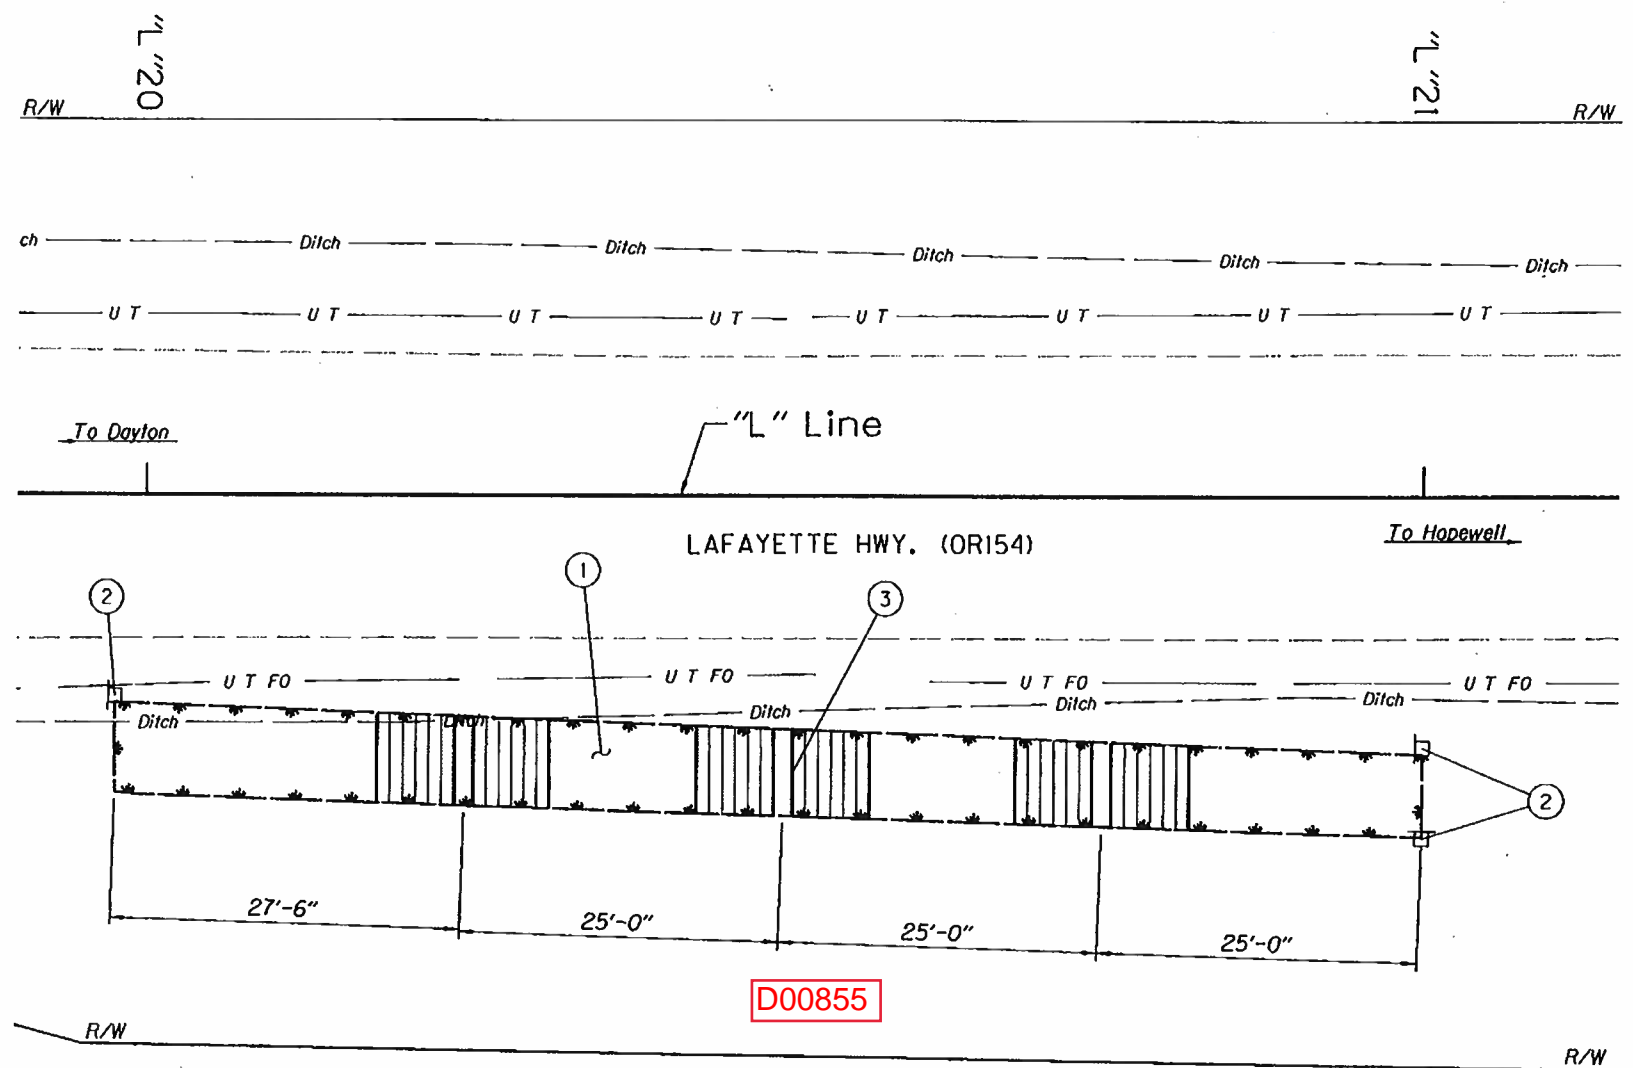 "L"20
"L"21
R/W
R/W
ch Ditch Ditch Ditch Ditch Ditch
U T U T U T U T U T U T U T U T
"L" Line
To Dayton
LAFAYETTE HWY. (OR154)
To Hopewell
1
2
3
U T FO U T FO U T FO U T FO
Ditch Ditch Ditch Ditch Ditch
2
27'-6"
25'-0"
25'-0"
25'-0"
D00855
R/W
R/W